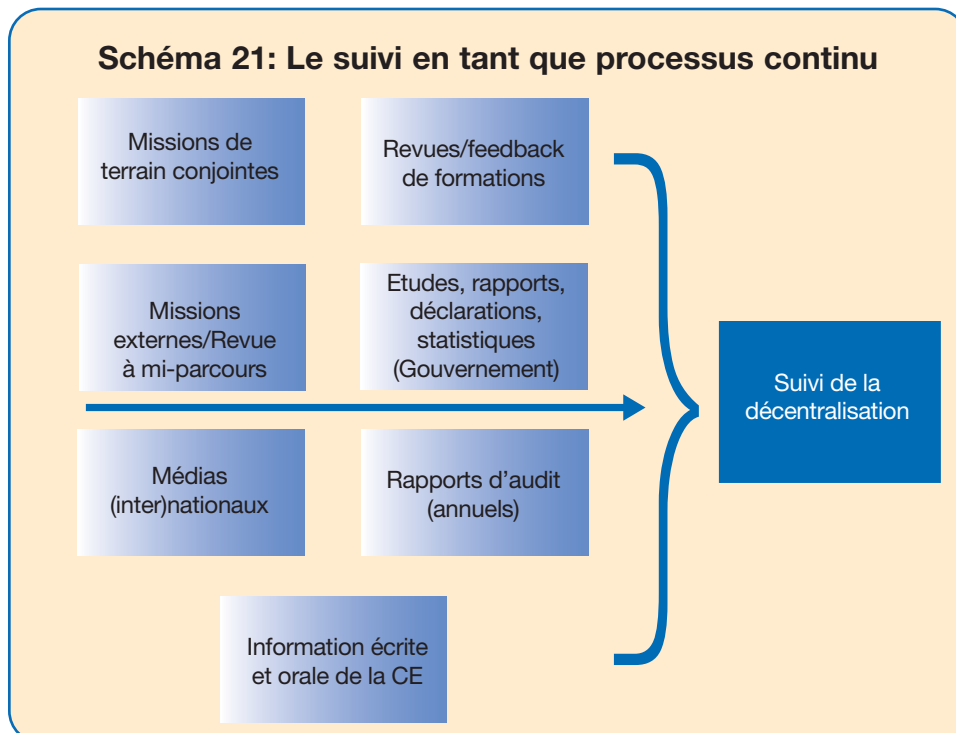 Schéma 21: Le suivi en tant que processus continu
Missions de
terrain conjointes
Revues/feedback
de formations
Missions
externes/Revue
à mi-parcours
Etudes, rapports,
déclarations,
statistiques
(Gouvernement)
Suivi de la
décentralisation
Médias
(inter)nationaux
Rapports d'audit
(annuels)
Information écrite
et orale de la CE